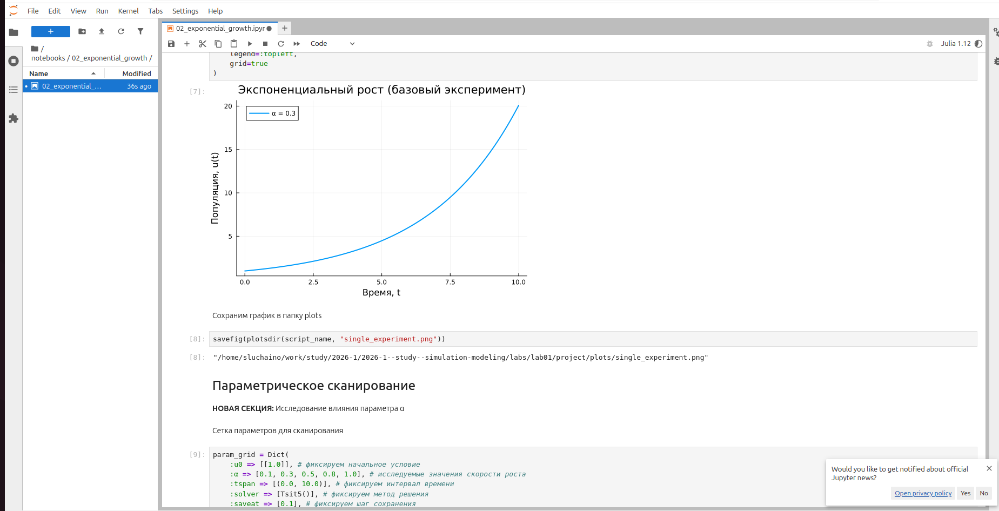 File Edit View Run Kernel Tabs Settings Help
02_exponential_growth.ipyr
+
Code
Julia 1.12
/
notebooks / 02_exponential_growth /
Name Modified
02_exponential_... 36s ago
legend=:topleft,
grid=true
)
[7]:
Экспоненциальный рост (базовый эксперимент)
α = 0.3
20
15
10
5
Популяция, u(t)
0.0 2.5 5.0 7.5 10.0
Время, t
Сохраним график в папку plots
[8]: savefig(plotsdir(script_name, "single_experiment.png"))
[8]: "/home/sluchaino/work/study/2026-1/2026-1--study--simulation-modeling/labs/lab01/project/plots/single_experiment.png"
Параметрическое сканирование
НОВАЯ СЕКЦИЯ: Исследование влияния параметра α
Сетка параметров для сканирования
[9]: param_grid = Dict(
:u0 => [[1.0]], # фиксируем начальное условие
:α => [0.1, 0.3, 0.5, 0.8, 1.0], # исследуемые значения скорости роста
:tspan => [(0.0, 10.0)], # фиксируем интервал времени
:solver => [Tsit5()], # фиксируем метод решения
:saveat => [0.1], # фиксируем шаг сохранения
Would you like to get notified about official
Jupyter news?
Open privacy policy Yes No